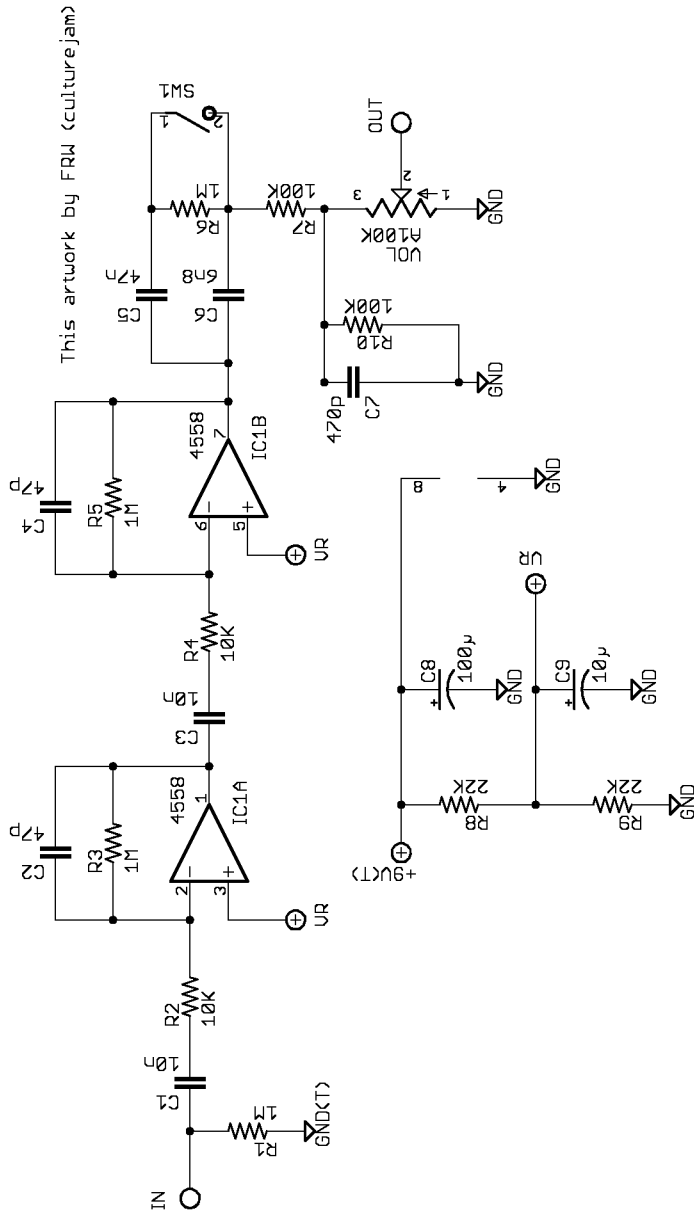 This artwork by FRW (culturejam)
IN
R1
1M
GND(T)
C1
10n
R2
10K
C2
47p
R3
1M
2
3
1
4558
IC1A
VR
C3
10n
R4
10K
C4
47p
R5
1M
6
5
7
4558
IC1B
VR
C5
47n
R6
1M
C6
6n8
SW1
1
2
R7
100K
C7
470p
R10
100K
GND
VOL
A100K
3
2
1
OUT
GND
+9V(T)
R8
22K
C8
100µ
+
GND
8
4
GND
R9
22K
GND
C9
10µ
+
GND
VR